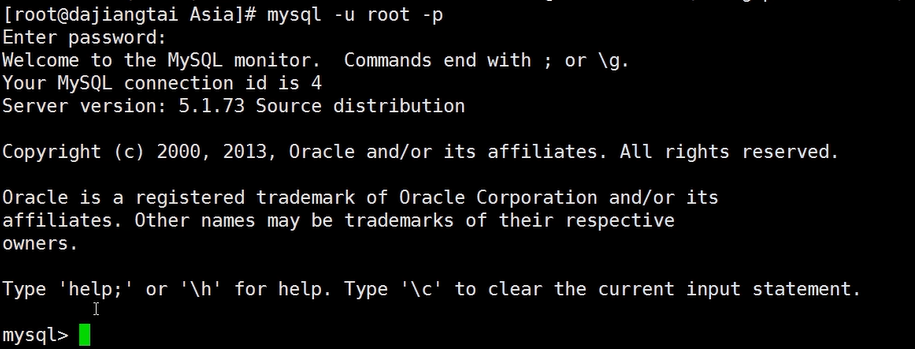 [root@dajiangtai Asia]# mysql -u root -p
Enter password:
Welcome to the MySQL monitor.  Commands end with ; or \g.
Your MySQL connection id is 4
Server version: 5.1.73 Source distribution
Copyright (c) 2000, 2013, Oracle and/or its affiliates. All rights reserved.
Oracle is a registered trademark of Oracle Corporation and/or its
affiliates. Other names may be trademarks of their respective
owners.
Type 'help;' or '\h' for help. Type '\c' to clear the current input statement.
mysql>